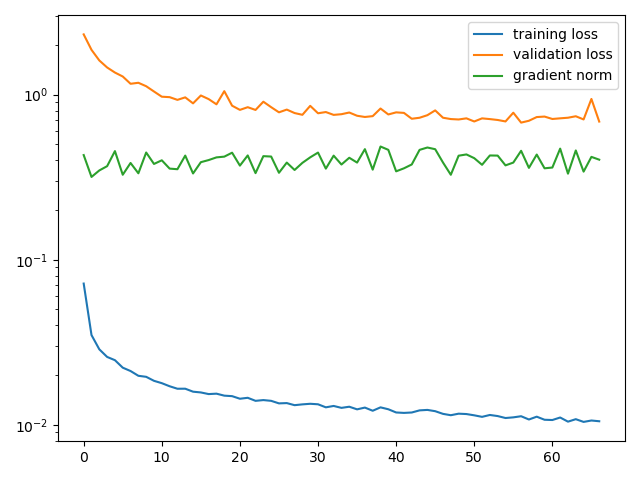 training loss
validation loss
gradient norm
10⁰
10⁻¹
10⁻²
0 10 20 30 40 50 60